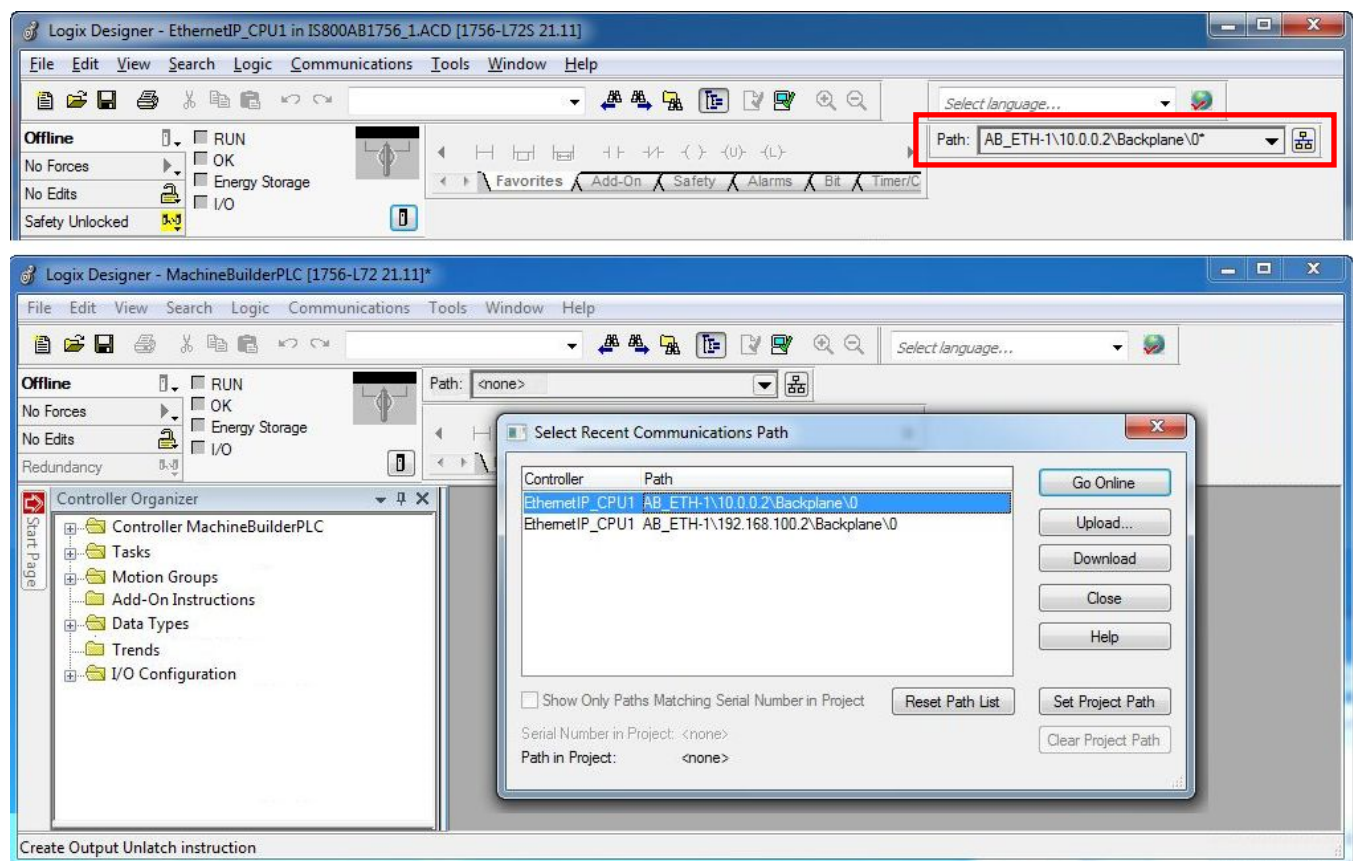 Logix Designer - EthernetIP_CPU1 in IS800AB1756_1.ACD [1756-L72S 21.11]
File Edit View Search Logic Communications Tools Window Help
Select language...
Offline
RUN
No Forces
OK
Energy Storage
No Edits
I/O
Safety Unlocked
Path: AB_ETH-1\10.0.0.2\Backplane\0*
Favorites Add-On Safety Alarms Bit Timer/C
Logix Designer - MachineBuilderPLC [1756-L72 21.11]*
File Edit View Search Logic Communications Tools Window Help
Select language...
Offline
RUN
No Forces
OK
Energy Storage
No Edits
I/O
Redundancy
Path: <none>
Start Page
Controller Organizer
Controller MachineBuilderPLC
Tasks
Motion Groups
Add-On Instructions
Data Types
Trends
I/O Configuration
Select Recent Communications Path
Controller Path
EthernetIP_CPU1 AB_ETH-1\10.0.0.2\Backplane\0
EthernetIP_CPU1 AB_ETH-1\192.168.100.2\Backplane\0
Go Online
Upload...
Download
Close
Help
Show Only Paths Matching Serial Number in Project
Reset Path List
Set Project Path
Serial Number in Project: <none>
Clear Project Path
Path in Project: <none>
Create Output Unlatch instruction